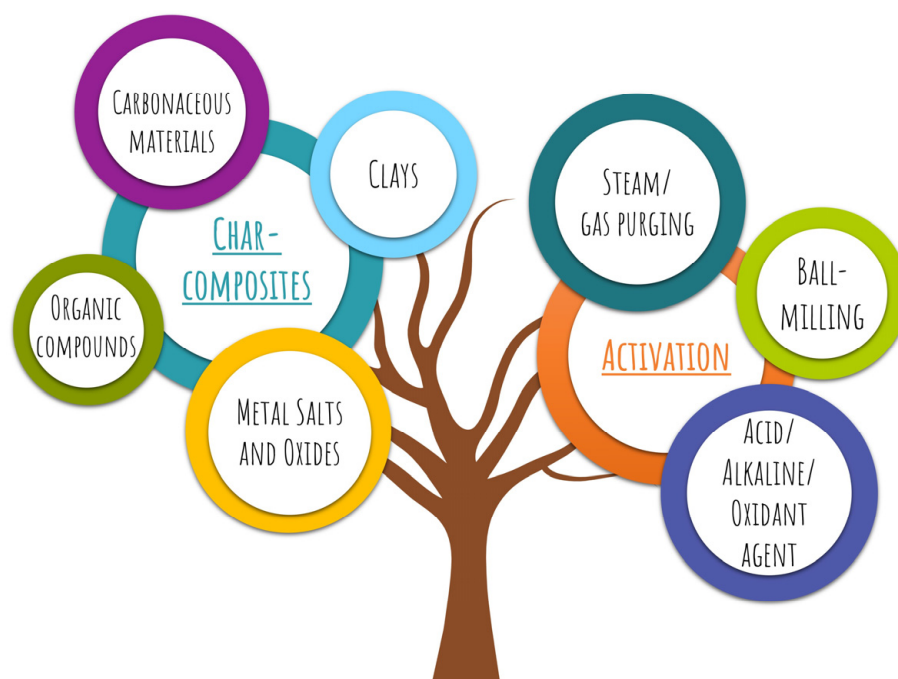 Carbonaceous
materials
Clays
Char-
composites
Organic
compounds
Metal Salts
and Oxides
Steam/
gas purging
Ball-
milling
Activation
Acid/
Alkaline/
Oxidant
agent